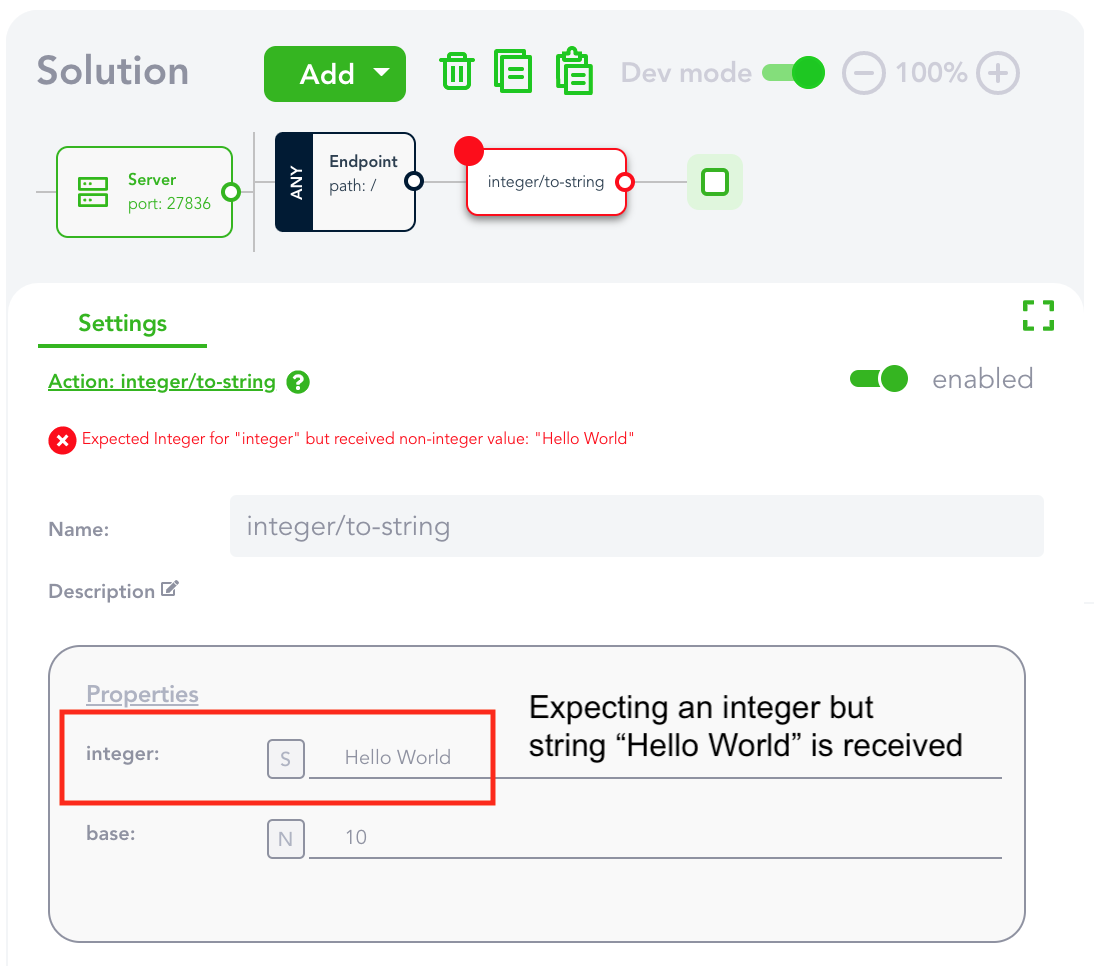 Solution
Add
Dev mode
100%
Server
port: 27836
ANY
Endpoint
path: /
integer/to-string
Settings
Action: integer/to-string ?
enabled
Expected Integer for "integer" but received non-integer value: "Hello World"
Name:
integer/to-string
Description
Properties
integer:
S
Hello World
Expecting an integer but
string “Hello World” is received
base:
N
10